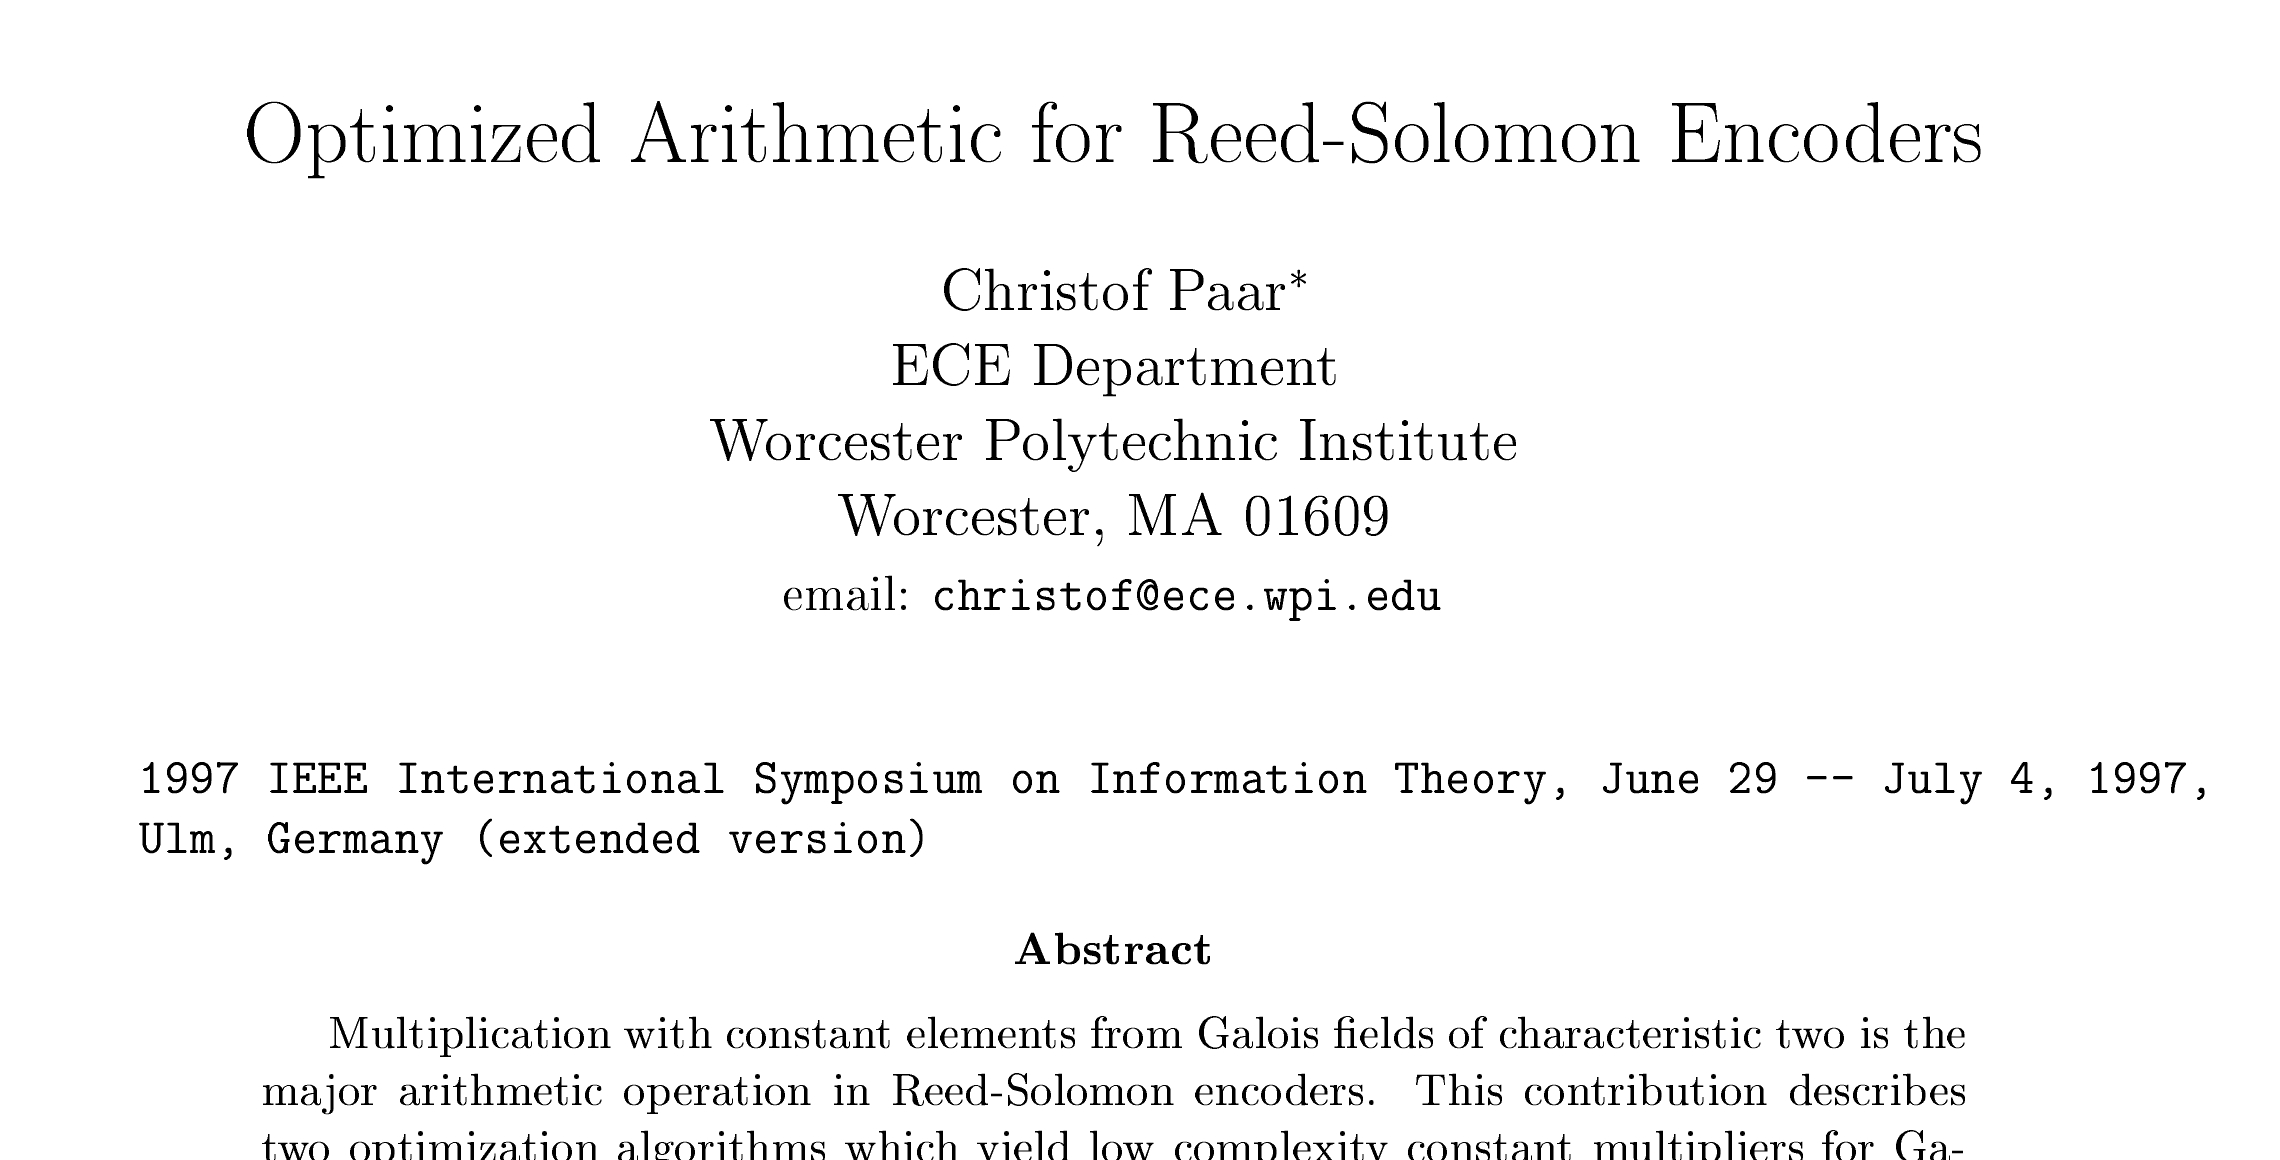 Optimized Arithmetic for Reed-Solomon Encoders
Christof Paar*
ECE Department
Worcester Polytechnic Institute
Worcester, MA 01609
email: christof@ece.wpi.edu
1997 IEEE International Symposium on Information Theory, June 29 -- July 4, 1997,
Ulm, Germany (extended version)
Abstract
Multiplication with constant elements from Galois fields of characteristic two is the
major arithmetic operation in Reed-Solomon encoders. This contribution describes
two optimization algorithms which yield low complexity constant multipliers for Ga-